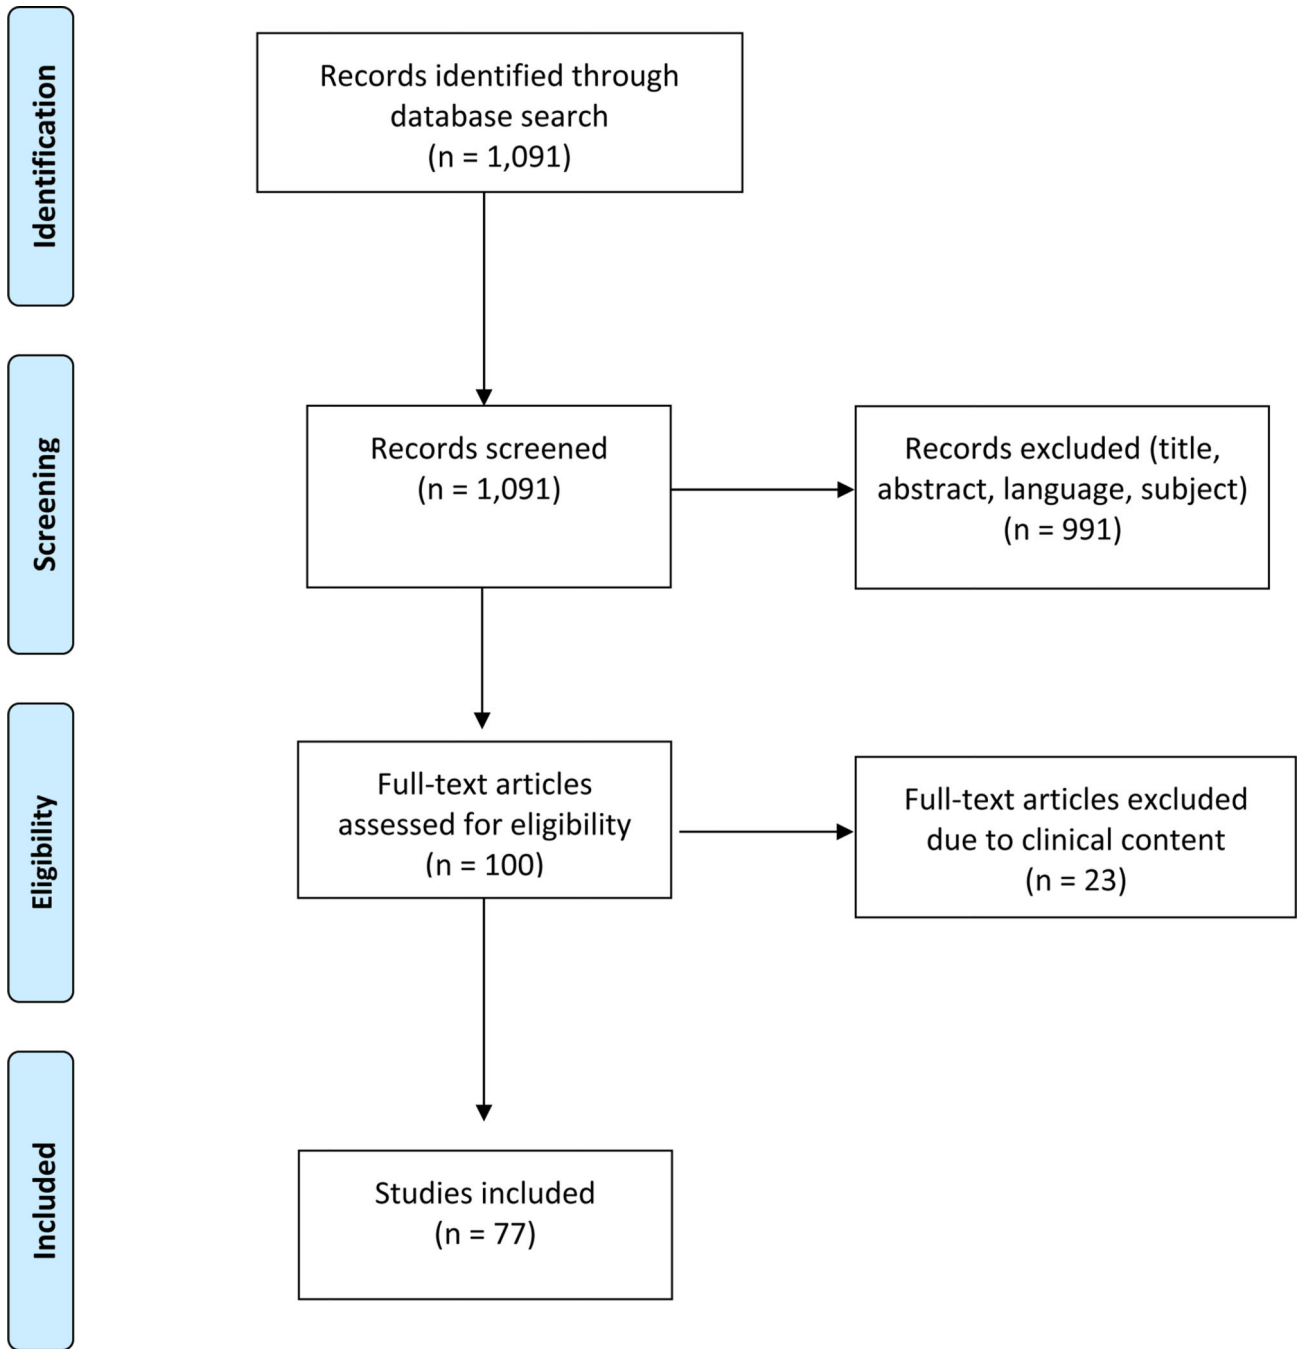 Identification
Records identified through
database search
(n = 1,091)
Screening
Records screened
(n = 1,091)
Records excluded (title,
abstract, language, subject)
(n = 991)
Eligibility
Full-text articles
assessed for eligibility
(n = 100)
Full-text articles excluded
due to clinical content
(n = 23)
Included
Studies included
(n = 77)